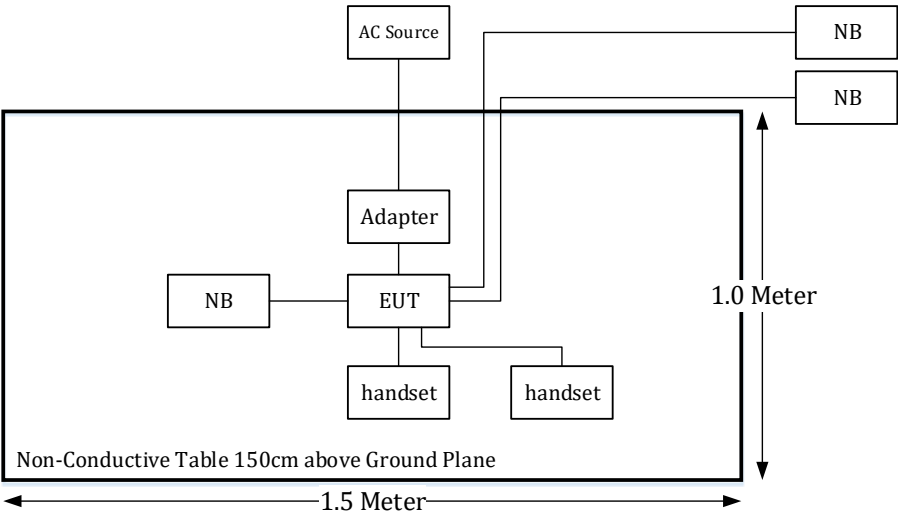 AC Source
NB
NB
Adapter
NB
EUT
1.0 Meter
handset
handset
Non-Conductive Table 150cm above Ground Plane
1.5 Meter